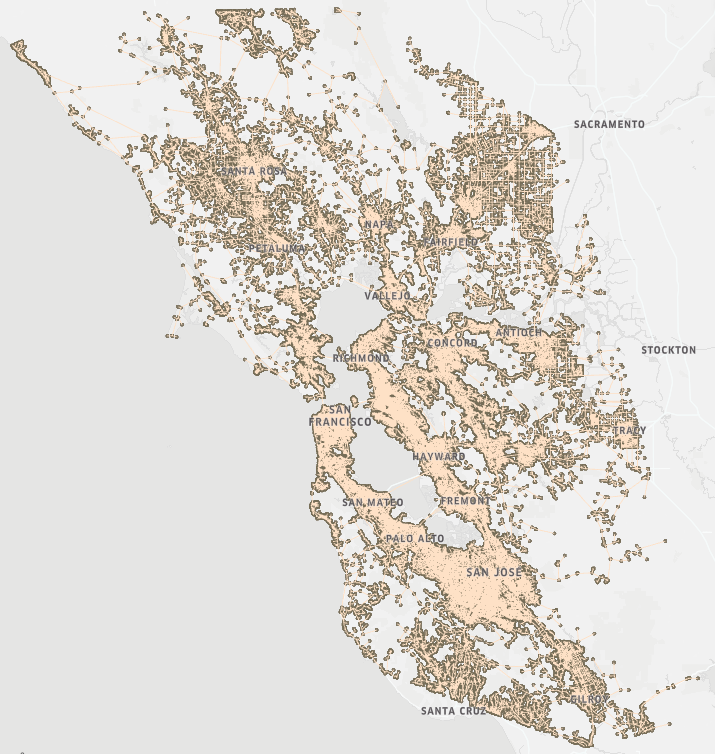 SACRAMENTO
SANTA ROSA
NAPA
FAIRFIELD
PETALUMA
VALLEJO
ANTIOCH
CONCORD
STOCKTON
RICHMOND
SAN
FRANCISCO
TRACY
HAYWARD
SAN MATEO
FREMONT
PALO ALTO
SAN JOSE
GILROY
SANTA CRUZ